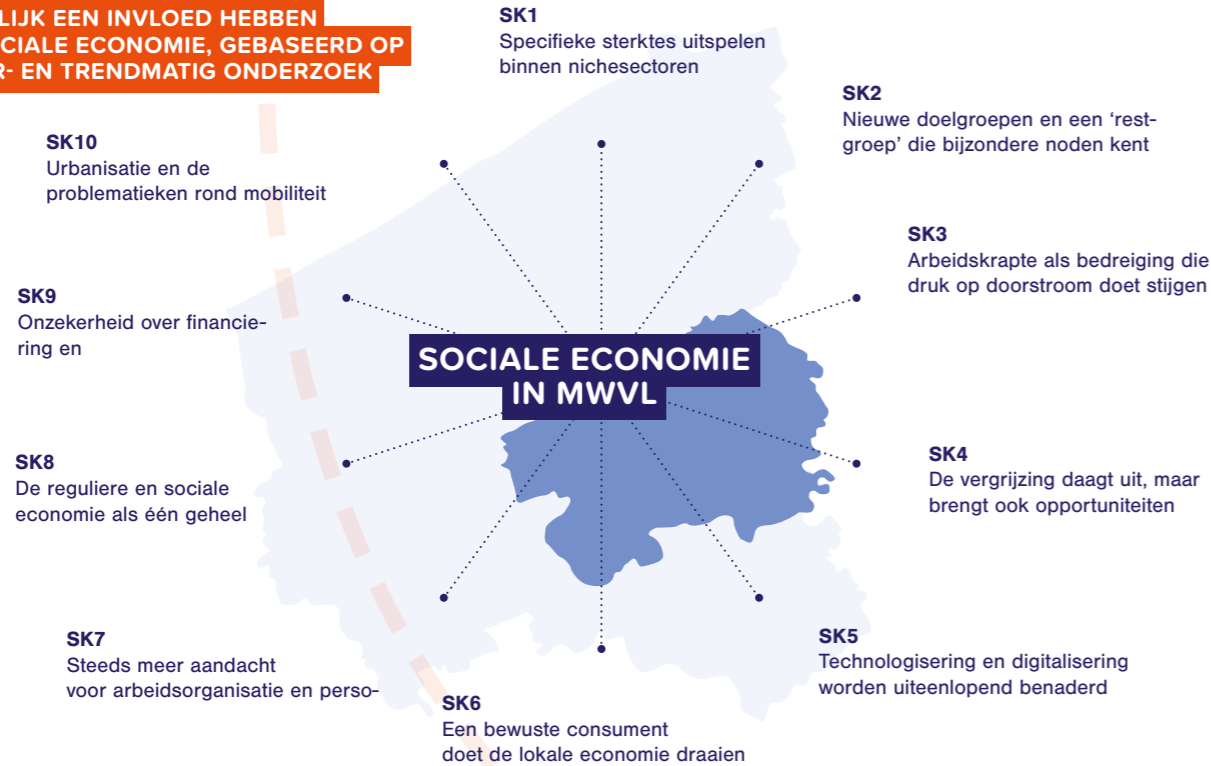 LIJK EEN INVLOED HEBBEN
CIALE ECONOMIE, GEBASEERD OP
R- EN TRENDMATIG ONDERZOEK
SK1
Specifieke sterktes uitspelen
binnen nichesectoren
SK2
Nieuwe doelgroepen en een ‘rest-
groep’ die bijzondere noden kent
SK3
Arbeidskrapte als bedreiging die
druk op doorstroom doet stijgen
SK4
De vergrijzing daagt uit, maar
brengt ook opportuniteiten
SK5
Technologisering en digitalisering
worden uiteenlopend benaderd
SK6
Een bewuste consument
doet de lokale economie draaien
SK7
Steeds meer aandacht
voor arbeidsorganisatie en perso-
SK8
De reguliere en sociale
economie als één geheel
SK9
Onzekerheid over financie-
ring en
SK10
Urbanisatie en de
problematieken rond mobiliteit
SOCIALE ECONOMIE
IN MWVL